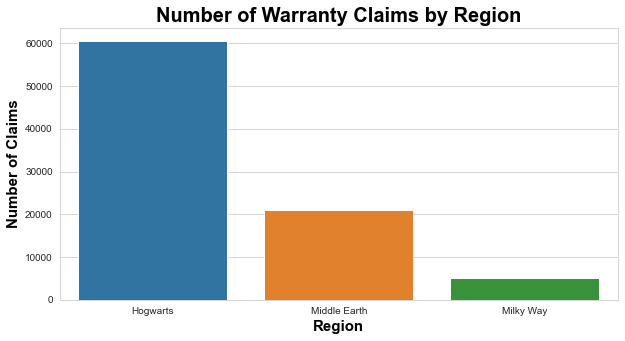 Number of Warranty Claims by Region
Number of Claims
60000
50000
40000
30000
20000
10000
0
Hogwarts Middle Earth Milky Way
Region